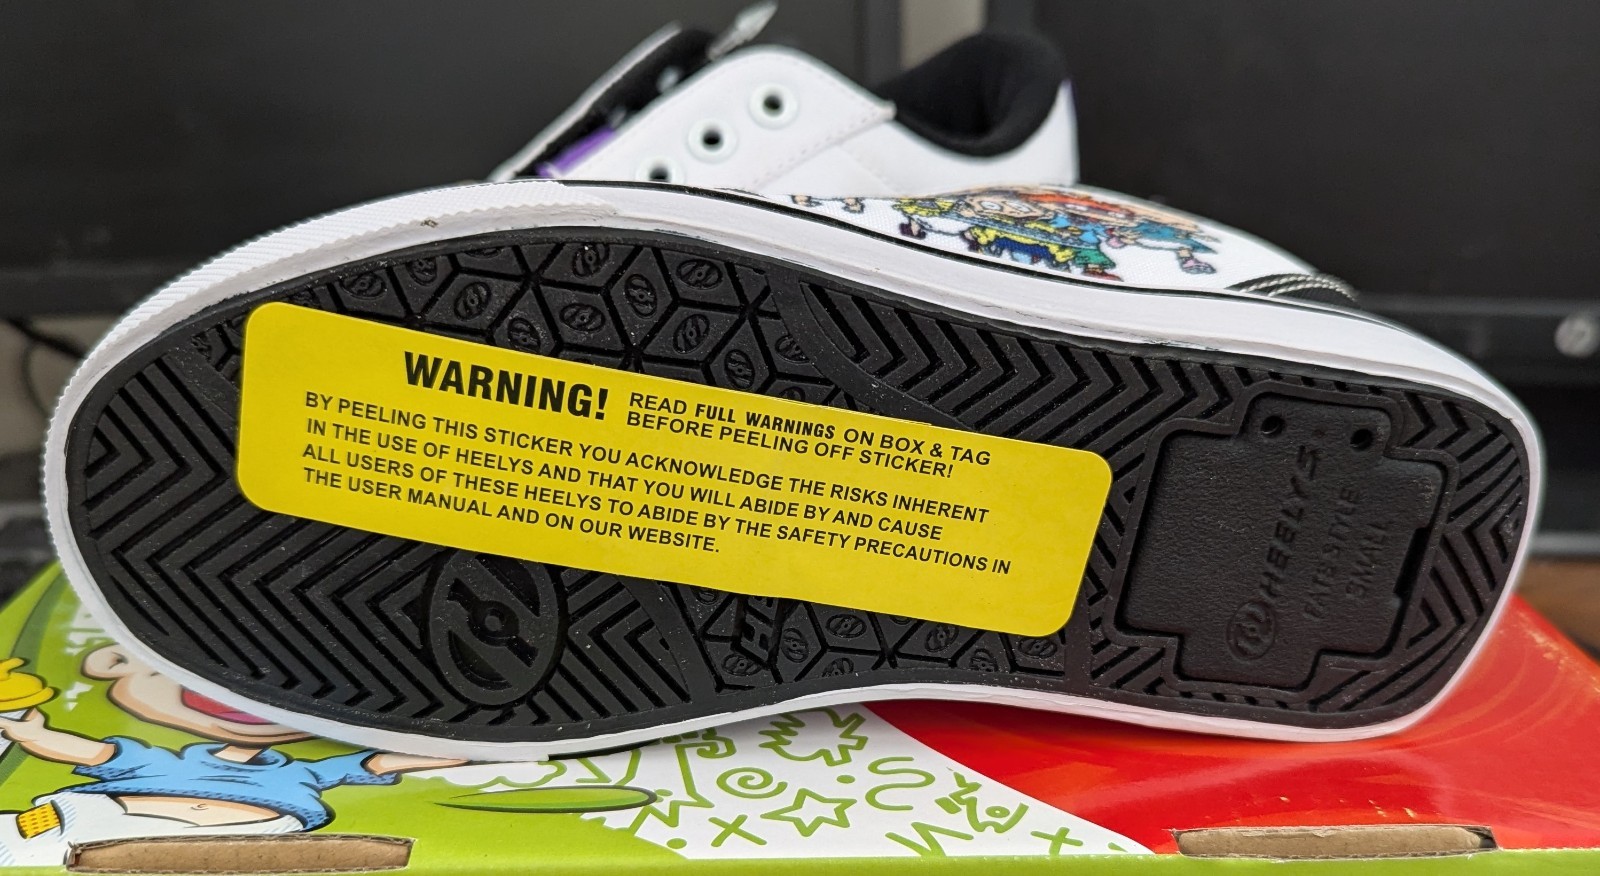 WARNING! READ FULL WARNINGS ON BOX & TAG
BEFORE PEELING OFF STICKER!
BY PEELING THIS STICKER YOU ACKNOWLEDGE THE RISKS INHERENT
IN THE USE OF HEELYS AND THAT YOU WILL ABIDE BY AND CAUSE
ALL USERS OF THESE HEELYS TO ABIDE BY THE SAFETY PRECAUTIONS IN
THE USER MANUAL AND ON OUR WEBSITE.
HEELYS
FATS TYLE
SMALL